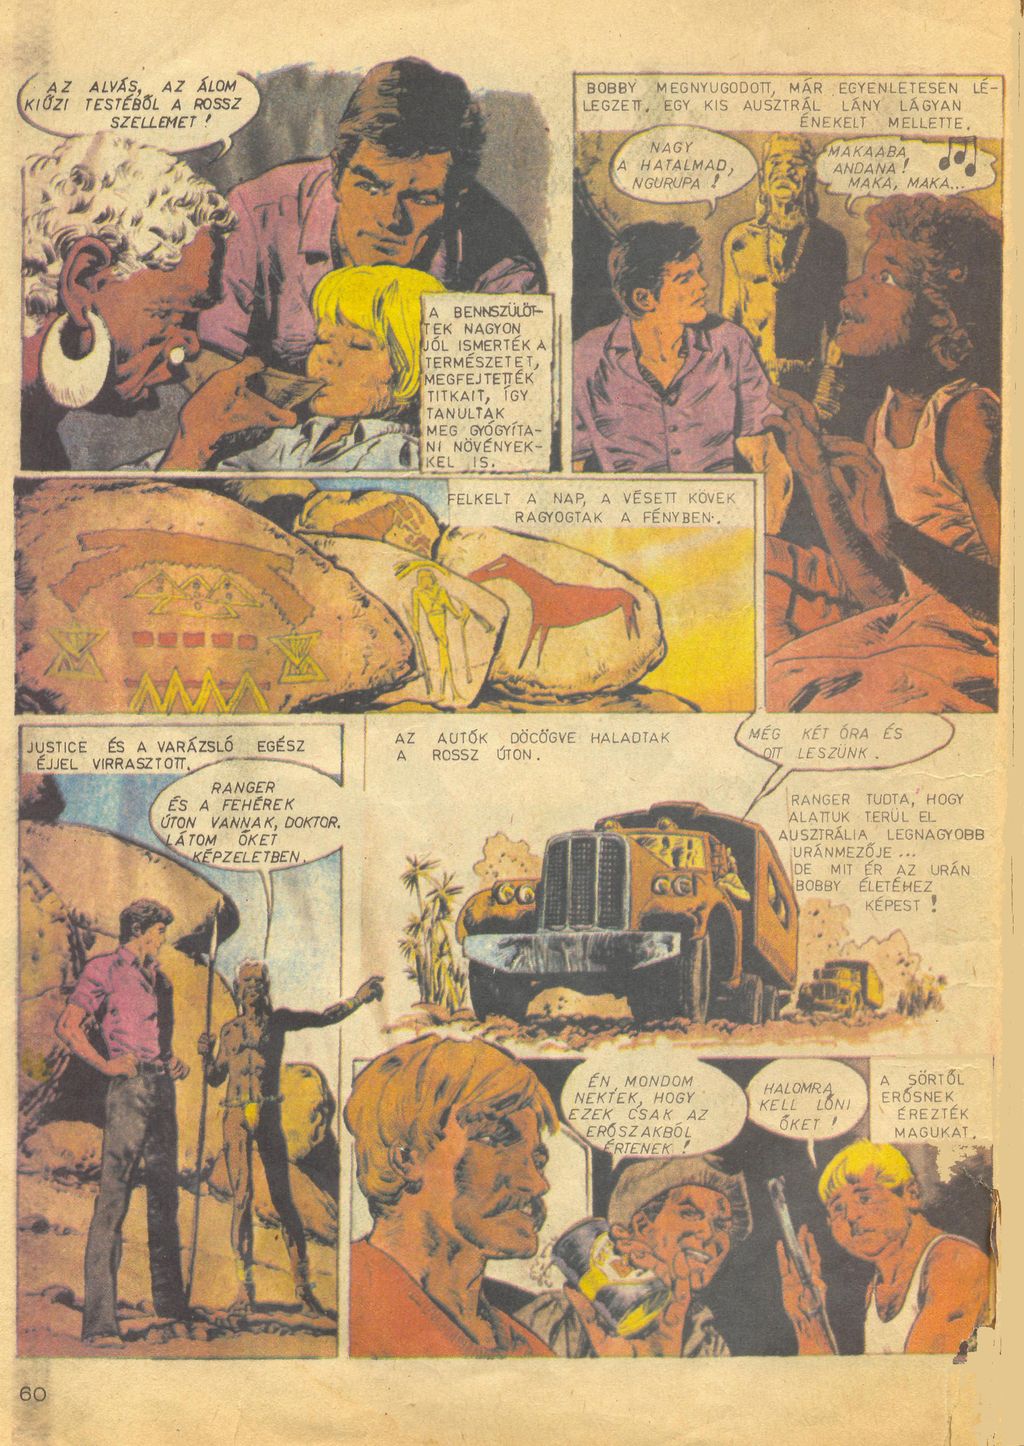 AZ ALVÁS, AZ ÁLOM
KIŰZI TESTÉBŐL A ROSSZ
SZELLEMET !
A BENNSZÜLÖT-
TEK NAGYON
JÓL ISMERTÉK A
TERMÉSZETET,
MEGFEJTETTÉK
TITKAIT, ÍGY
TANULTAK
MEG GYÓGYÍTA-
NI NÖVÉNYEK-
KEL IS.
BOBBY MEGNYUGODOTT, MÁR EGYENLETESEN LÉ-
LEGZETT. EGY KIS AUSZTRÁL LÁNY LÁGYAN
ÉNEKELT MELLETTE.
NAGY
A HATALMAD,
NGURUPA !
MAKAABA
ANDANA !
MAKA, MAKA...
FELKELT A NAP, A VÉSETT KÖVEK
RAGYOGTAK A FÉNYBEN.
JUSTICE ÉS A VARÁZSLÓ EGÉSZ
ÉJJEL VIRRASZTOTT.
RANGER
ÉS A FEHÉREK
ÚTON VANNAK, DOKTOR.
LÁTOM ŐKET
KÉPZELETBEN.
AZ AUTÓK DÖCÖGVE HALADTAK
A ROSSZ ÚTON.
MÉG KÉT ÓRA ÉS
OTT LESZÜNK .
RANGER TUDTA, HOGY
ALATTUK TERÜL EL
AUSZTRÁLIA LEGNAGYOBB
URÁNMEZŐJE ...
DE MIT ÉR AZ URÁN
BOBBY ÉLETÉHEZ
KÉPEST !
ÉN MONDOM
NEKTEK, HOGY
EZEK CSAK AZ
ERŐSZAKBÓL
ÉRTENEK !
HALOMRA
KELL LŐNI
ŐKET !
A SÖRTŐL
ERŐSNEK
ÉREZTÉK
MAGUKAT.
60